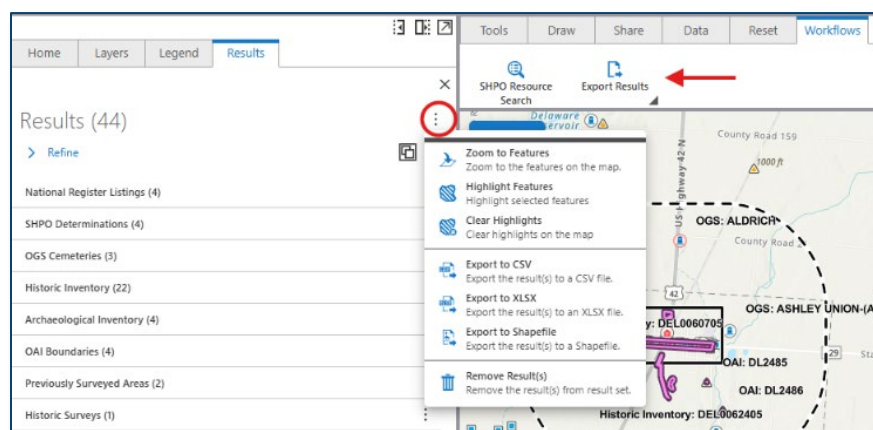 Home
Layers
Legend
Results
Results (44)
Refine
National Register Listings (4)
SHPO Determinations (4)
OGS Cemeteries (3)
Historic Inventory (22)
Archaeological Inventory (4)
OAI Boundaries (4)
Previously Surveyed Areas (2)
Historic Surveys (1)
Tools
Draw
Share
Data
Reset
Workflows
SHPO Resource
Search
Export Results
Zoom to Features
Zoom to the features on the map.
Highlight Features
Highlight selected features
Clear Highlights
Clear highlights on the map
Export to CSV
Export the result(s) to a CSV file.
Export to XLSX
Export the result(s) to an XLSX file.
Export to Shapefile
Export the result(s) to a Shapefile.
Remove Result(s)
Remove the result(s) from result set.
Delaware
servoir
County Road 159
1000 ft
US Highway 42 N
OGS: ALDRICH
County Road
42
OGS: ASHLEY UNION-(A
y: DEL0060705
29
Sta
OAI: DL2485
OAI: DL2486
Historic Inventory: DEL0062405